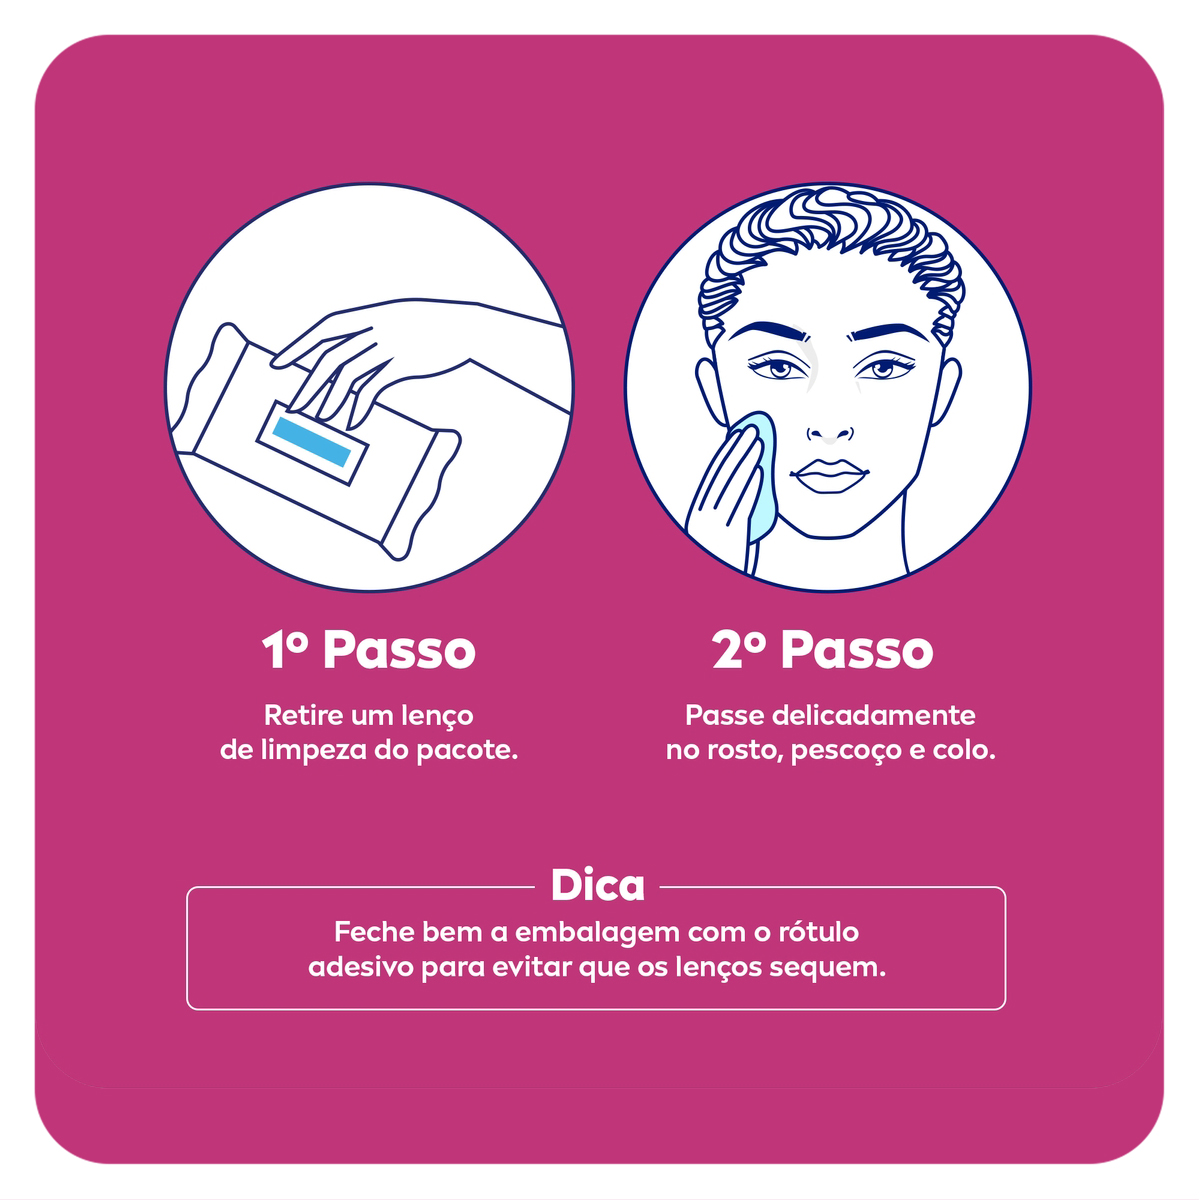 1º Passo
Retire um lenço
de limpeza do pacote.
2º Passo
Passe delicadamente
no rosto, pescoço e colo.
Dica
Feche bem a embalagem com o rótulo
adesivo para evitar que os lenços sequem.